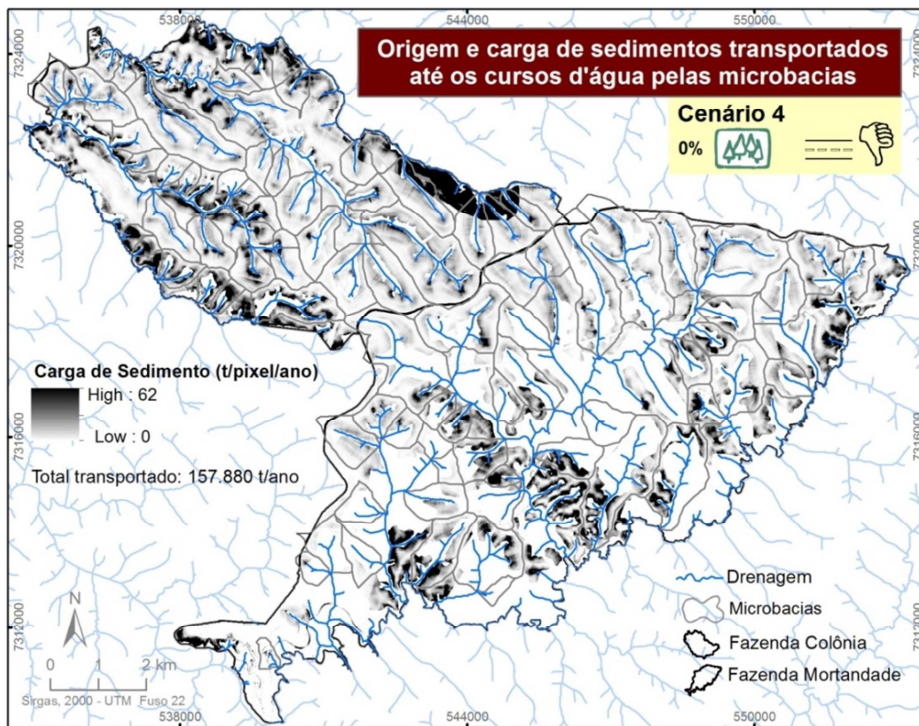 538000
544000
550000
7324000
7324000
Origem e carga de sedimentos transportados
até os cursos d'água pelas microbacias
Cenário 4
0%
7320000
7320000
Carga de Sedimento (t/pixel/ano)
High : 62
Low : 0
7316000
7316000
Total transportado: 157.880 t/ano
Drenagem
Microbacias
Fazenda Colônia
Fazenda Mortandade
7312000
7312000
N
0 1 2 km
Sirgas, 2000 - UTM Fuso 22
538000
544000
550000